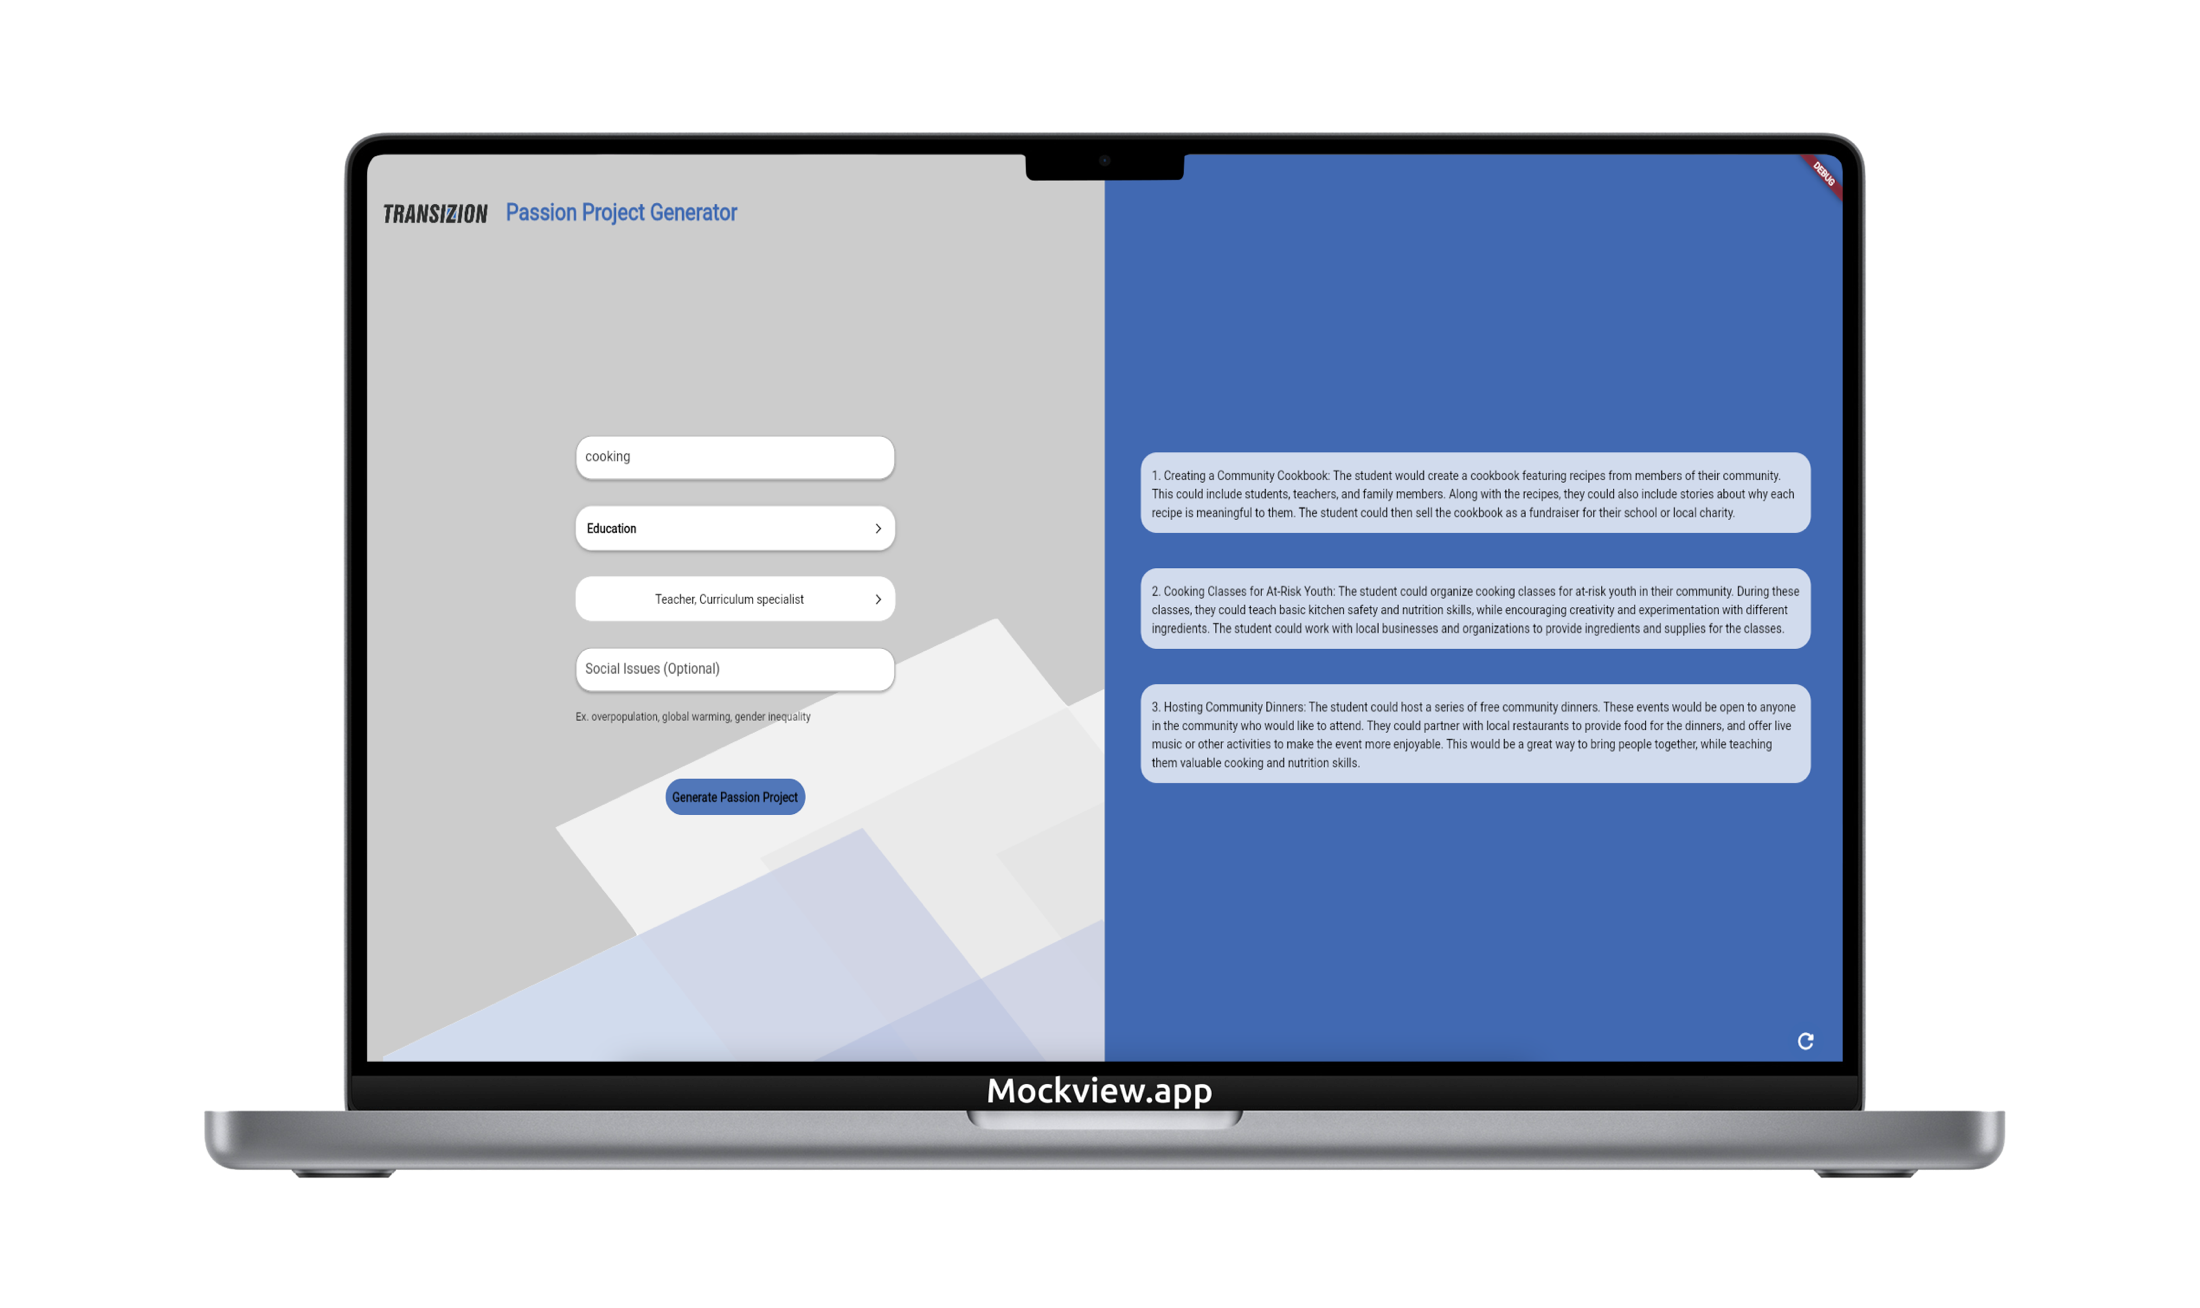 TRANSIZION Passion Project Generator
DEBUG
cooking
Education
Teacher, Curriculum specialist
Social Issues (Optional)
Ex. overpopulation, global warming, gender inequality
Generate Passion Project
1. Creating a Community Cookbook: The student would create a cookbook featuring recipes from members of their community.
This could include students, teachers, and family members. Along with the recipes, they could also include stories about why each
recipe is meaningful to them. The student could then sell the cookbook as a fundraiser for their school or local charity.
2. Cooking Classes for At-Risk Youth: The student could organize cooking classes for at-risk youth in their community. During these
classes, they could teach basic kitchen safety and nutrition skills, while encouraging creativity and experimentation with different
ingredients. The student could work with local businesses and organizations to provide ingredients and supplies for the classes.
3. Hosting Community Dinners: The student could host a series of free community dinners. These events would be open to anyone
in the community who would like to attend. They could partner with local restaurants to provide food for the dinners, and offer live
music or other activities to make the event more enjoyable. This would be a great way to bring people together, while teaching
them valuable cooking and nutrition skills.
Mockview.app